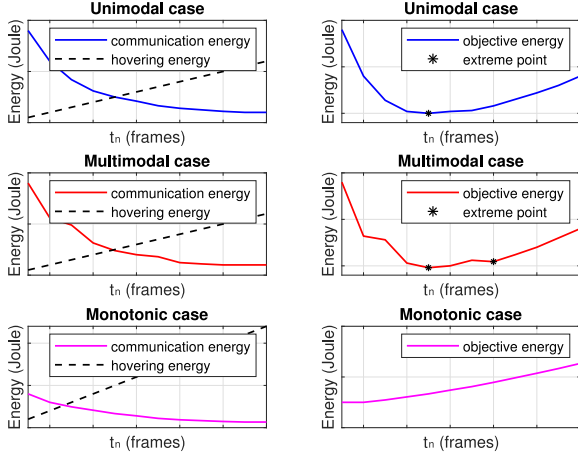 Unimodal case
Energy (Joule)
communication energy
hovering energy
tₙ (frames)
Unimodal case
Energy (Joule)
objective energy
extreme point
tₙ (frames)
Multimodal case
Energy (Joule)
communication energy
hovering energy
tₙ (frames)
Multimodal case
Energy (Joule)
objective energy
extreme point
tₙ (frames)
Monotonic case
Energy (Joule)
communication energy
hovering energy
tₙ (frames)
Monotonic case
Energy (Joule)
objective energy
tₙ (frames)